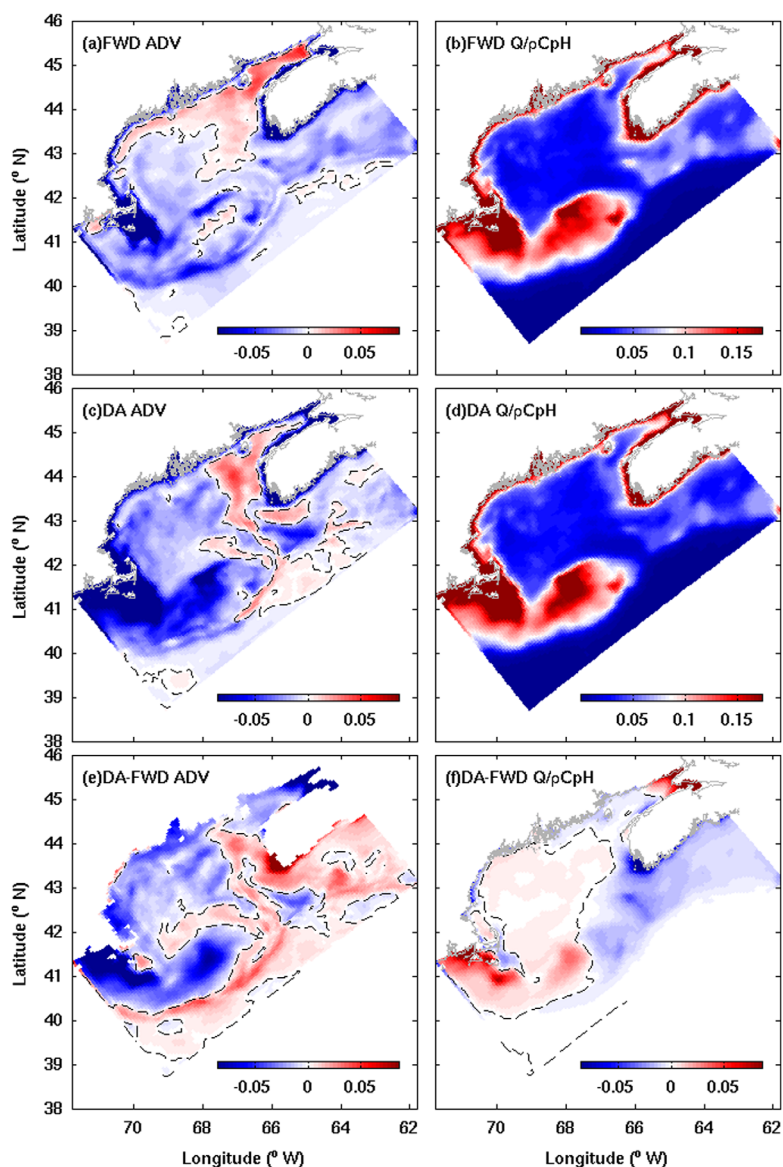 46
45
44
43
42
41
40
39
38
Latitude (° N)
(a)FWD ADV
-0.05 0 0.05
(b)FWD Q/ρCpH
0.05 0.1 0.15
46
45
44
43
42
41
40
39
38
Latitude (° N)
(c)DA ADV
-0.05 0 0.05
(d)DA Q/ρCpH
0.05 0.1 0.15
46
45
44
43
42
41
40
39
38
Latitude (° N)
(e)DA-FWD ADV
-0.05 0 0.05
(f)DA-FWD Q/ρCpH
-0.05 0 0.05
70 68 66 64 62
70 68 66 64 62
Longitude (° W)
Longitude (° W)